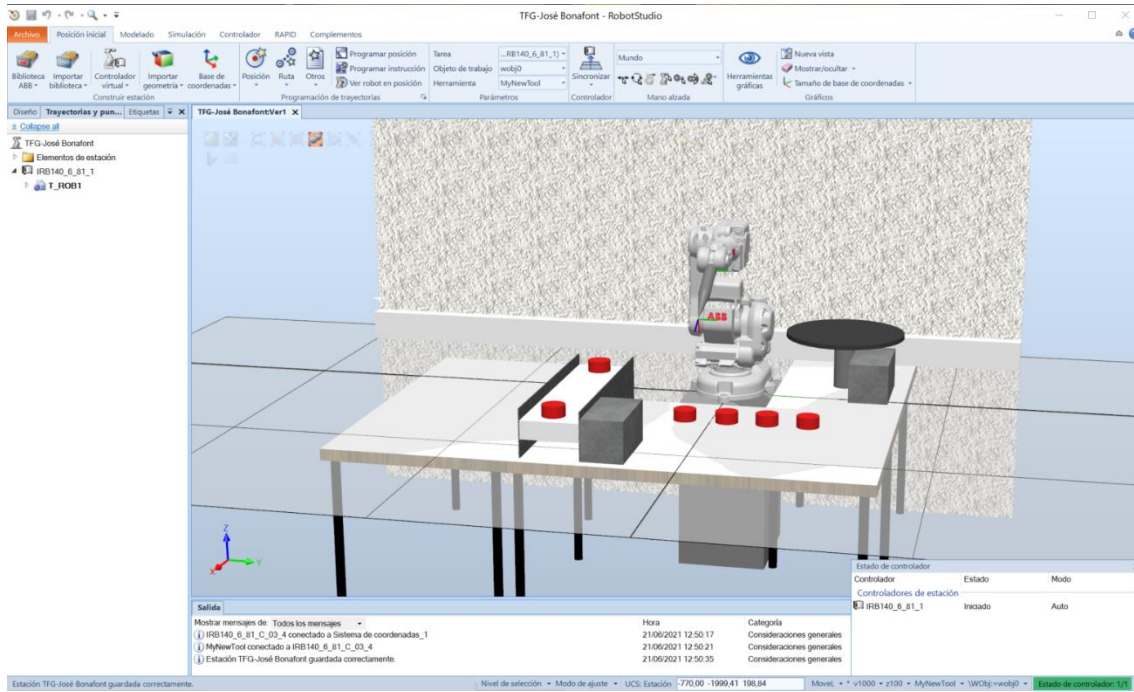 TFG-José Bonafont - RobotStudio
Archivo Posición inicial Modelado Simulación Controlador RAPID Complementos
Biblioteca ABB
Importar biblioteca
Controlador virtual
Importar geometría
Base de coordenadas
Construir estación
Posición
Ruta
Otros
Programar posición
Programar instrucción
Ver robot en posición
Programación de trayectorias
Tarea ...RB140_6_81_1)
Objeto de trabajo wobj0
Herramienta MyNewTool
Parámetros
Sincronizar
Controlador
Mundo
Mano alzada
Herramientas gráficas
Nueva vista
Mostrar/ocultar
Tamaño de base de coordenadas
Gráficos
Diseño Trayectorias y pun... Etiquetas
TFG-José Bonafont:Ver1 X
Collapse all
TFG-José Bonafont
Elementos de estación
IRB140_6_81_1
T_ROB1
ABB
Z
Y
X
Estado de controlador
Controlador Estado Modo
Controladores de estación
IRB140_6_81_1 Iniciado Auto
Salida
Mostrar mensajes de: Todos los mensajes Hora Categoría
IRB140_6_81_C_03_4 conectado a Sistema de coordenadas_1 21/06/2021 12:50:17 Consideraciones generales
MyNewTool conectado a IRB140_6_81_C_03_4 21/06/2021 12:50:21 Consideraciones generales
Estación TFG-José Bonafont guardada correctamente. 21/06/2021 12:50:35 Consideraciones generales
Estación TFG-José Bonafont guardada correctamente. Nivel de selección Modo de ajuste UCS: Estación -770,00 -1999,41 198,84 MoveL * v1000 z100 MyNewTool \WObj:=wobj0 Estado de controlador: 1/1